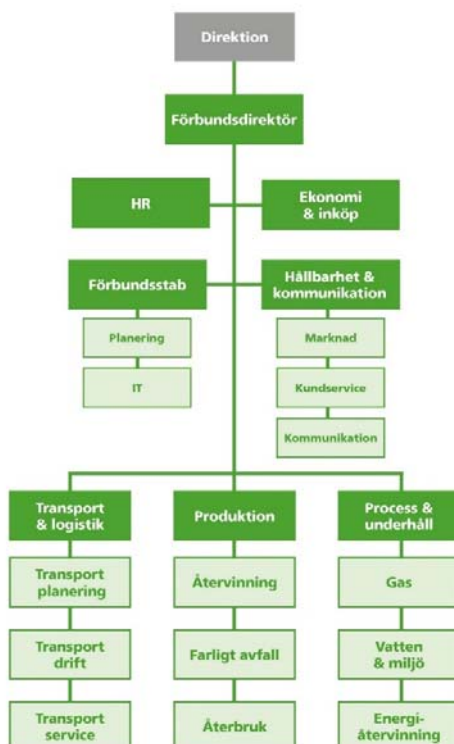 Direktion
Förbundsdirektör
HR
Ekonomi
& inköp
Förbundsstab
Hållbarhet &
kommunikation
Planering
IT
Marknad
Kundservice
Kommunikation
Transport
& logistik
Produktion
Process &
underhåll
Transport
planering
Återvinning
Gas
Transport
drift
Farligt avfall
Vatten
& miljö
Transport
service
Återbruk
Energi-
återvinning